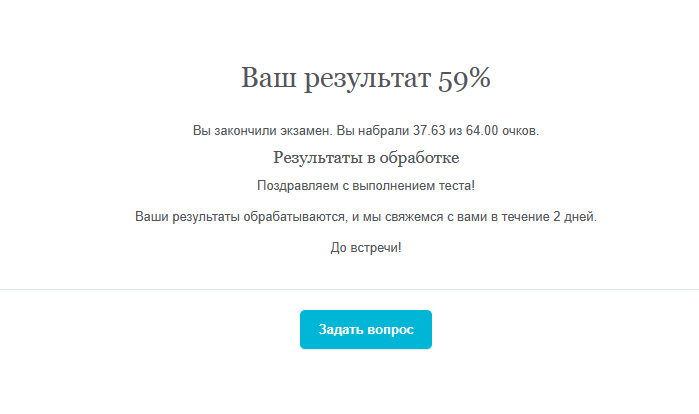 Ваш результат 59%
Вы закончили экзамен. Вы набрали 37.63 из 64.00 очков.
Результаты в обработке
Поздравляем с выполнением теста!
Ваши результаты обрабатываются, и мы свяжемся с вами в течение 2 дней.
До встречи!
Задать вопрос